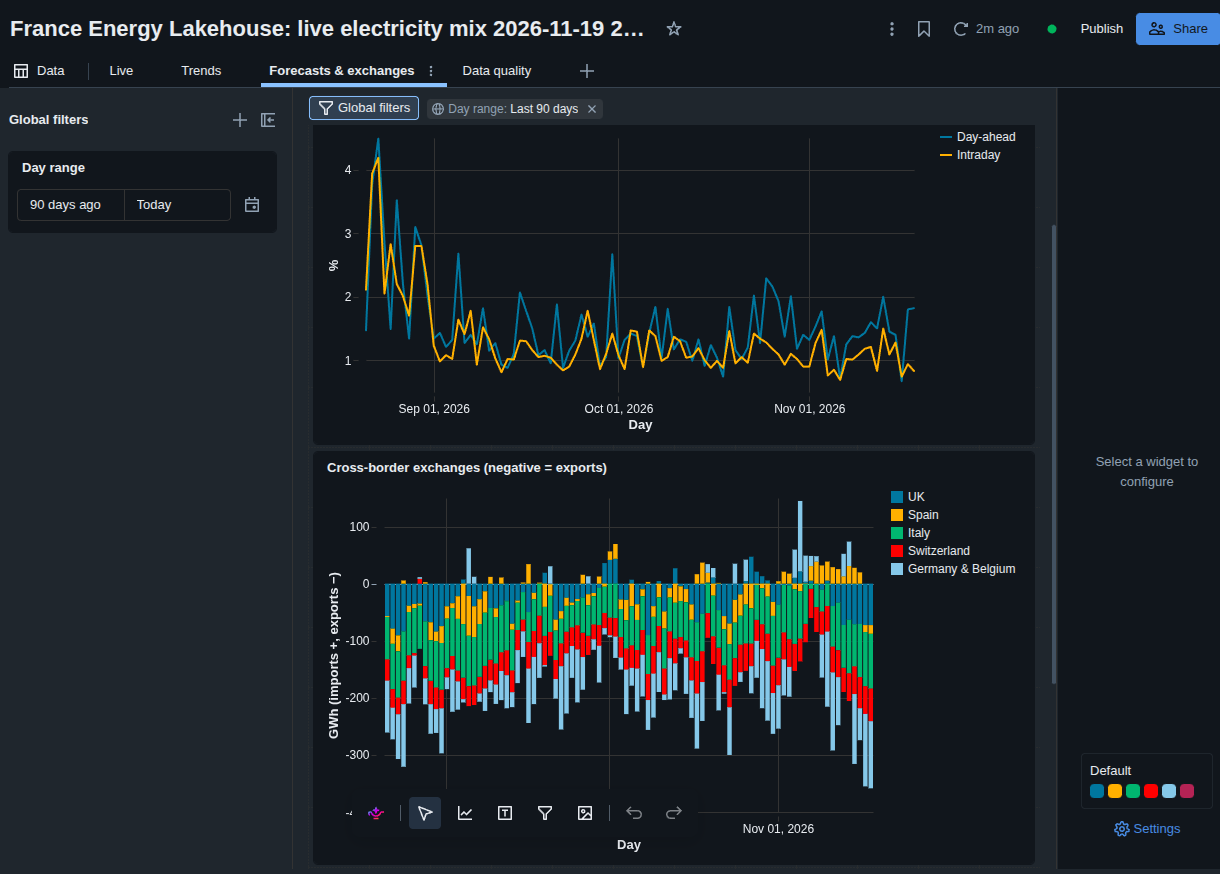 France Energy Lakehouse: live electricity mix 2026-11-19 2...
2m ago
Publish
Share
Data
Live
Trends
Forecasts & exchanges
Data quality
Global filters
Day range
90 days ago
Today
Global filters
Day range: Last 90 days
Day-ahead
Intraday
4
3
2
1
%
Sep 01, 2026
Oct 01, 2026
Nov 01, 2026
Day
Cross-border exchanges (negative = exports)
UK
Spain
Italy
Switzerland
Germany & Belgium
100
0
-100
-200
-300
GWh (imports +, exports −)
Nov 01, 2026
Day
Select a widget to
configure
Default
Settings